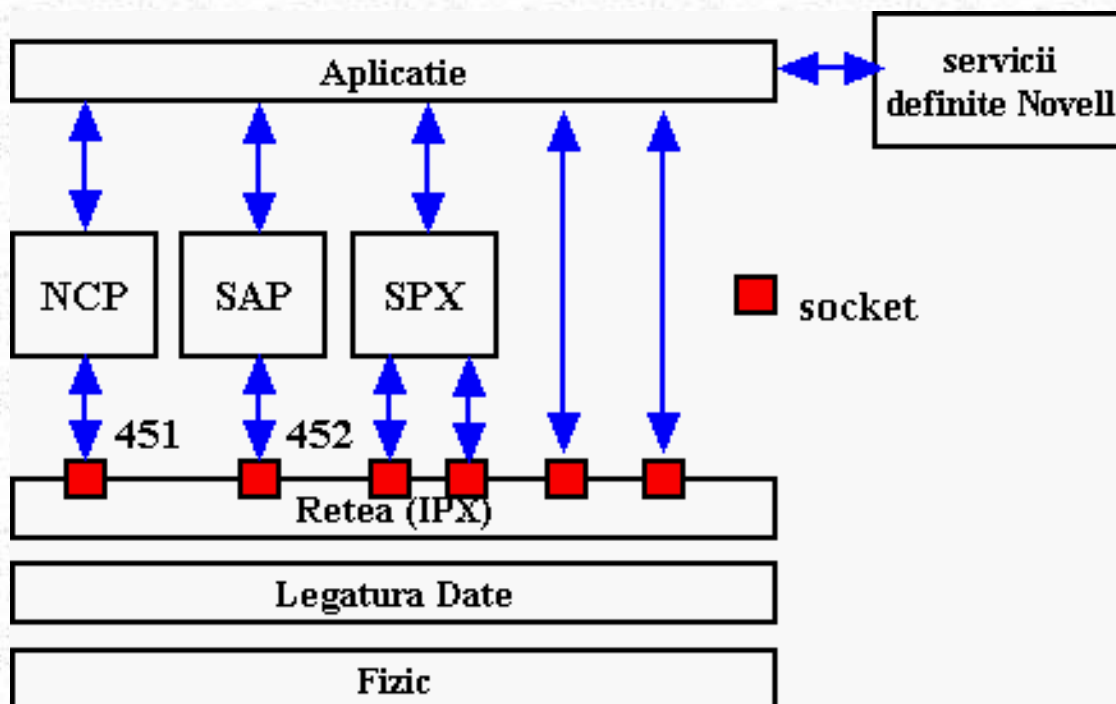 Aplicatie
servicii
definite Novell
NCP
SAP
SPX
socket
451
452
Retea (IPX)
Legatura Date
Fizic